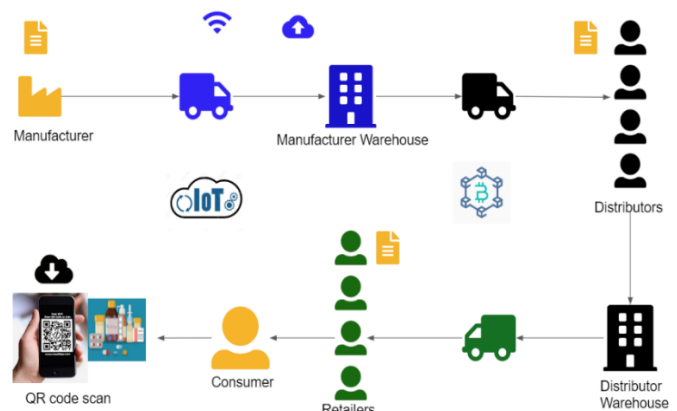 Manufacturer
Manufacturer Warehouse
Distributors
IoT
Consumer
Retailers
Distributor
Warehouse
QR code scan